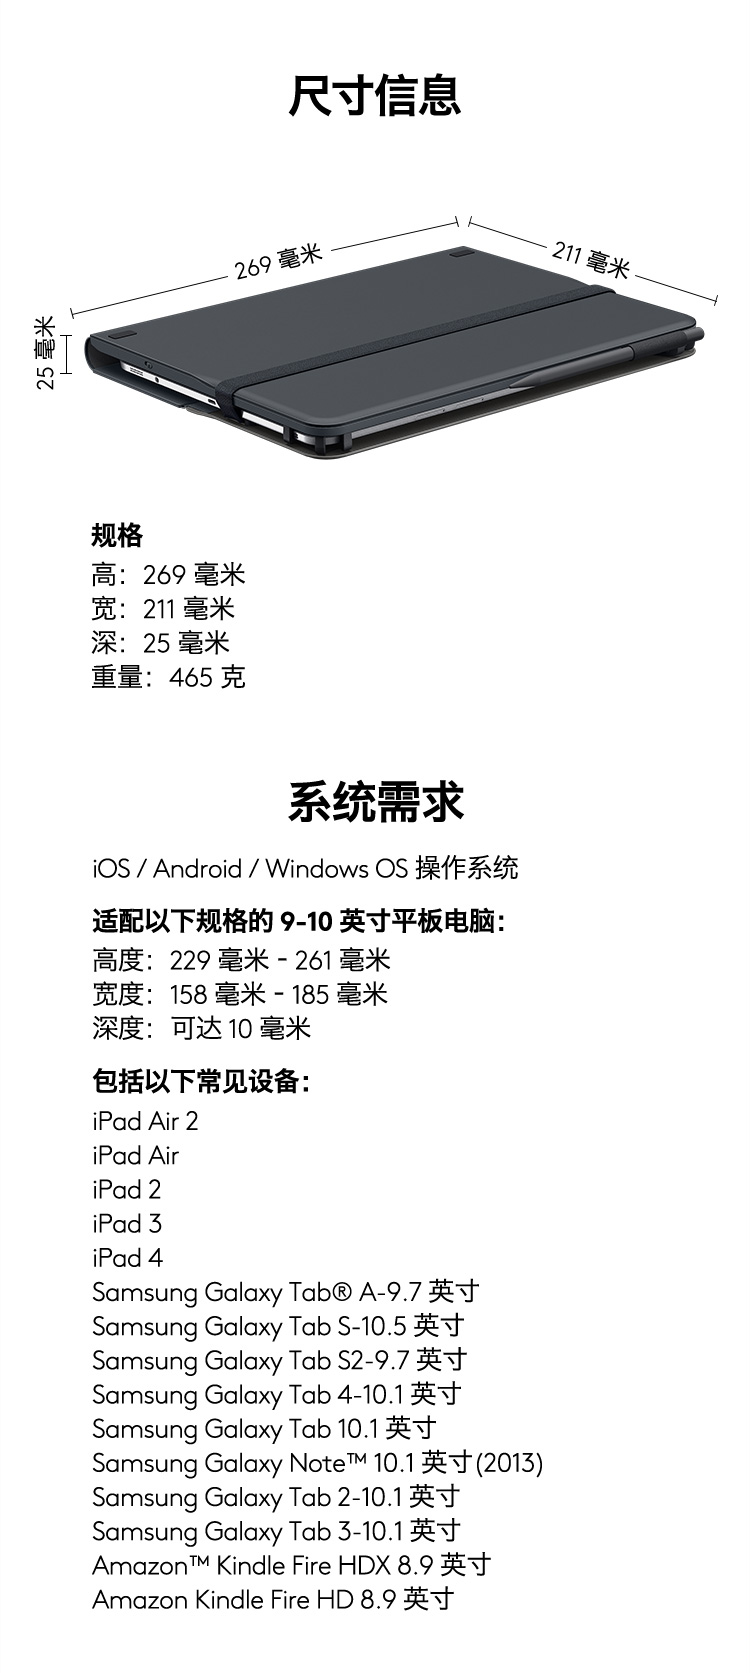 尺寸信息
269 毫米
211 毫米
25 毫米
规格
高：269 毫米
宽：211 毫米
深：25 毫米
重量：465 克
系统需求
iOS / Android / Windows OS 操作系统
适配以下规格的 9-10 英寸平板电脑：
高度：229 毫米 - 261 毫米
宽度：158 毫米 - 185 毫米
深度：可达 10 毫米
包括以下常见设备：
iPad Air 2
iPad Air
iPad 2
iPad 3
iPad 4
Samsung Galaxy Tab® A-9.7 英寸
Samsung Galaxy Tab S-10.5 英寸
Samsung Galaxy Tab S2-9.7 英寸
Samsung Galaxy Tab 4-10.1 英寸
Samsung Galaxy Tab 10.1 英寸
Samsung Galaxy Note™ 10.1 英寸(2013)
Samsung Galaxy Tab 2-10.1 英寸
Samsung Galaxy Tab 3-10.1 英寸
Amazon™ Kindle Fire HDX 8.9 英寸
Amazon Kindle Fire HD 8.9 英寸